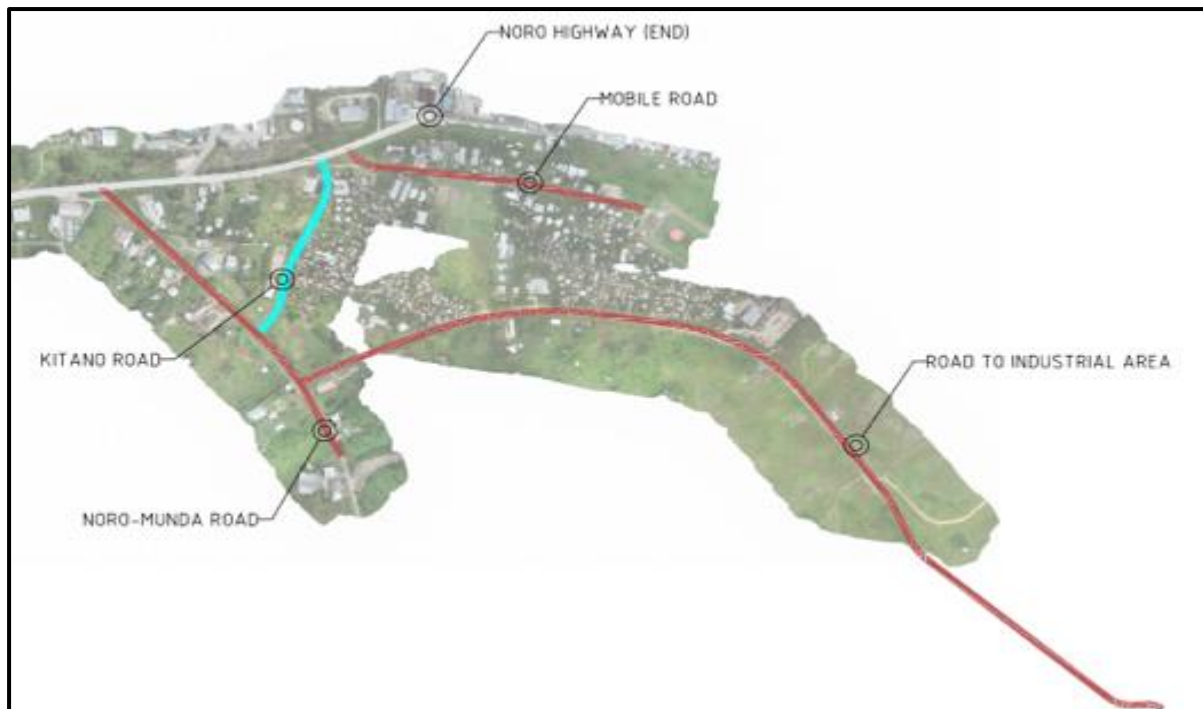 NORO HIGHWAY (END)
MOBILE ROAD
KITANO ROAD
ROAD TO INDUSTRIAL AREA
NORO-MUNDA ROAD